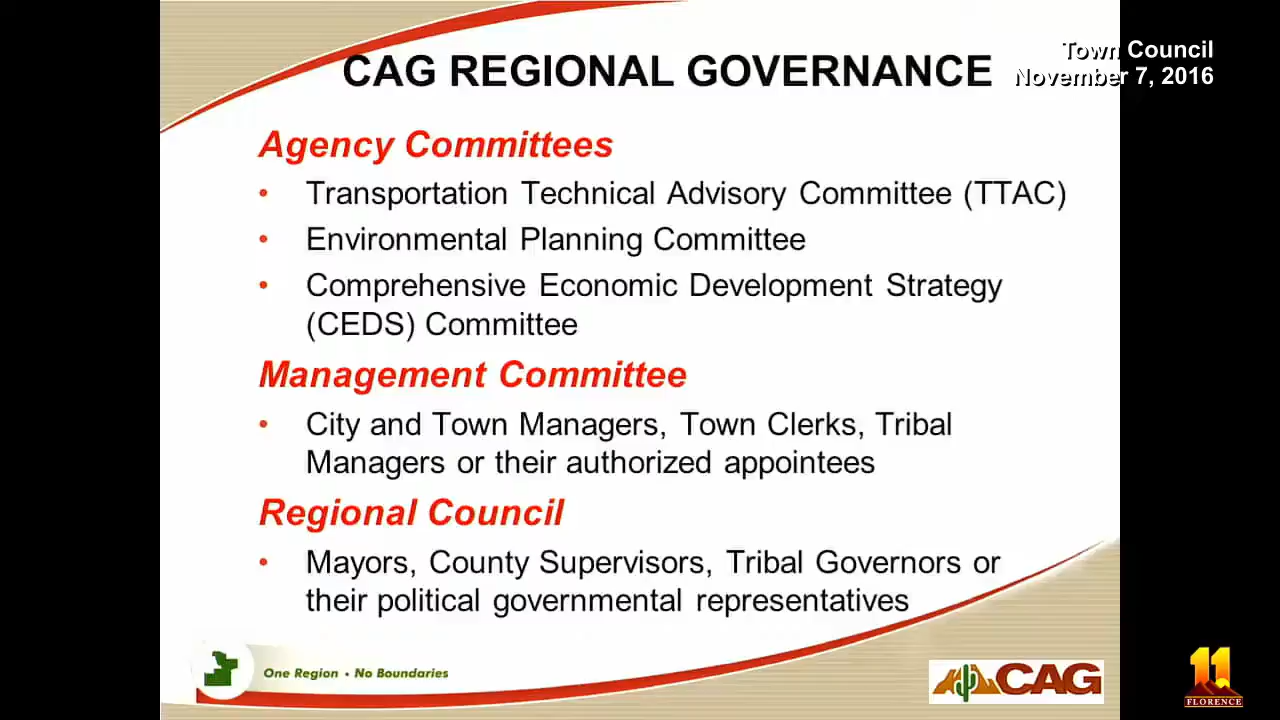 Town Council
November 7, 2016
CAG REGIONAL GOVERNANCE
Agency Committees
• Transportation Technical Advisory Committee (TTAC)
• Environmental Planning Committee
• Comprehensive Economic Development Strategy
(CEDS) Committee
Management Committee
• City and Town Managers, Town Clerks, Tribal
Managers or their authorized appointees
Regional Council
• Mayors, County Supervisors, Tribal Governors or
their political governmental representatives
One Region • No Boundaries
CAG
11
FLORENCE